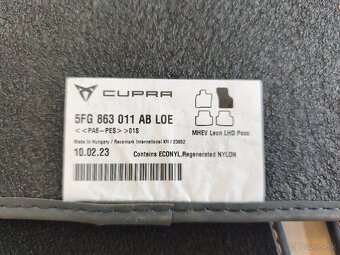 CUPRA
5FG 863 011 AB LOE
<<PA6-PES>>01S
MHEV Leon LHD Pass
Made in Hungary / Racemark International Kft / 23852
10.02.23
Contains ECONYL,Regenerated NYLON